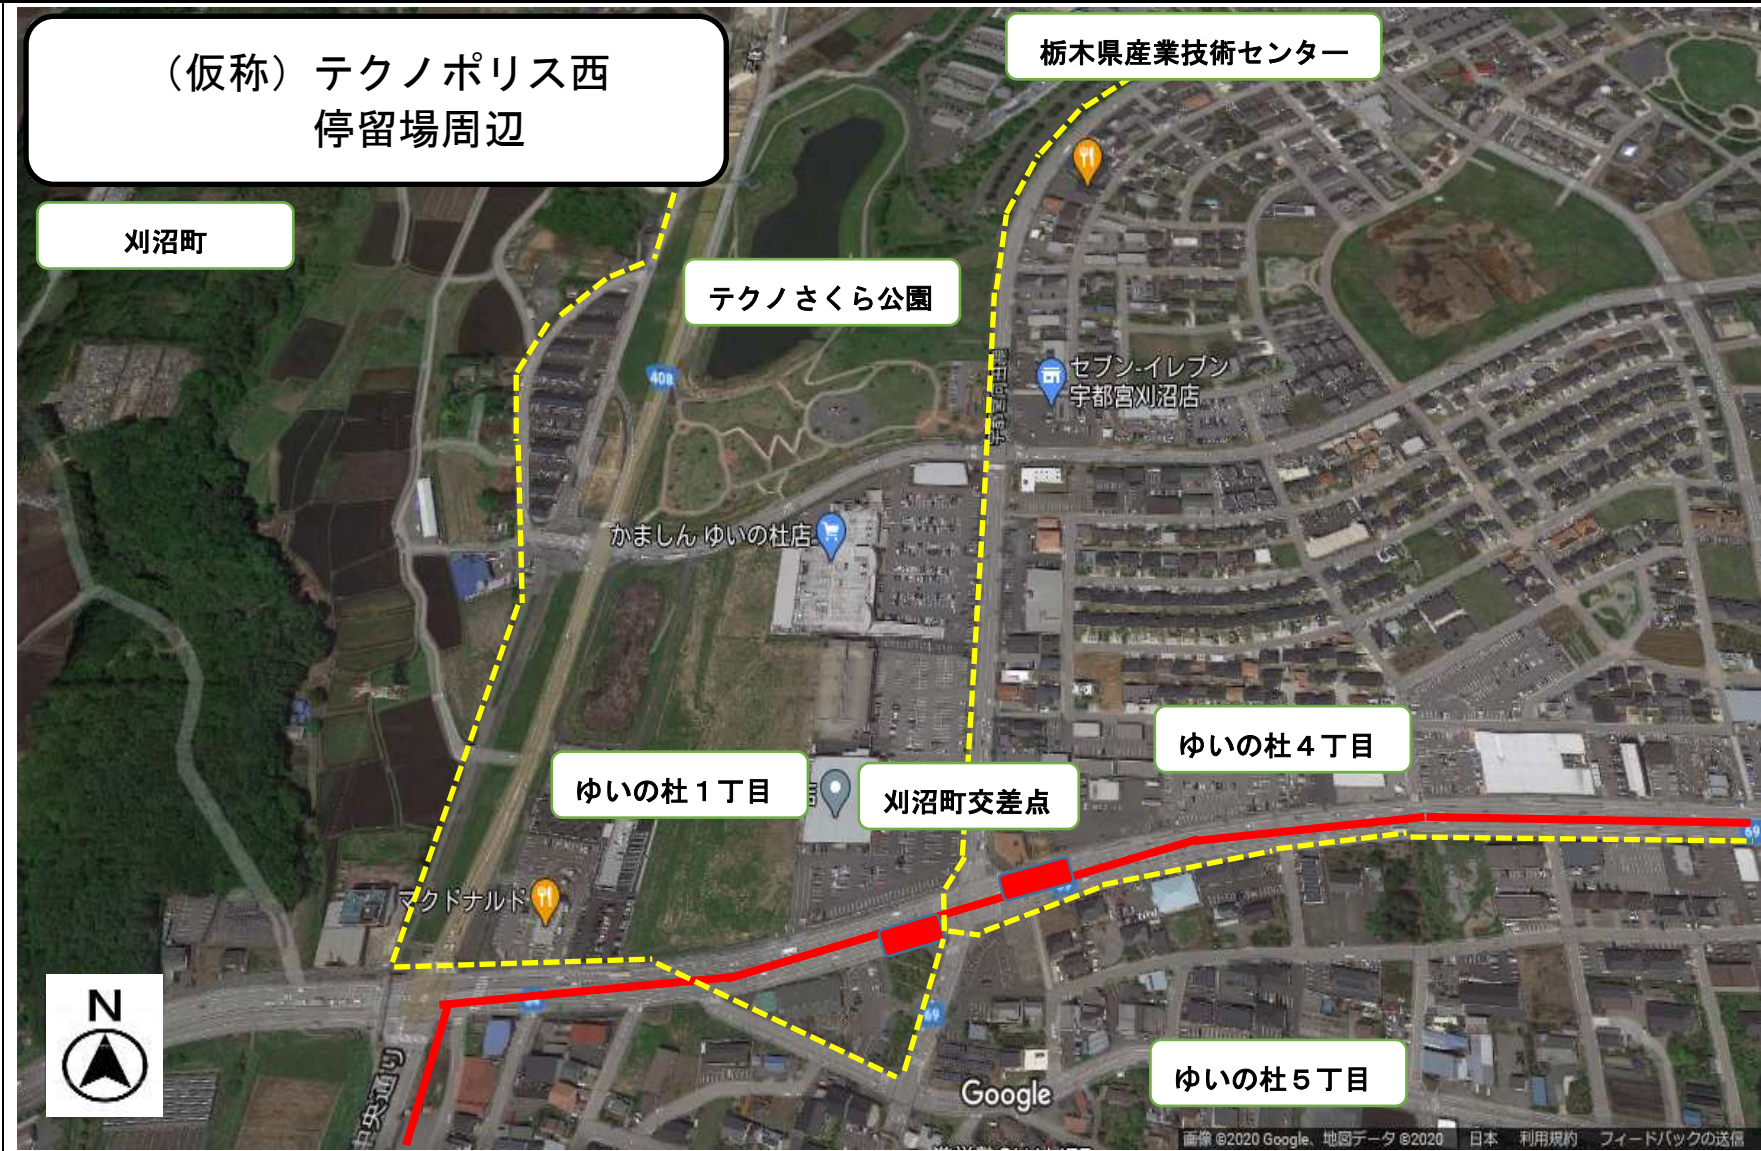 （仮称）テクノポリス西
停留場周辺
栃木県産業技術センター
刈沼町
テクノさくら公園
408
セブン-イレブン
宇都宮刈沼店
かましん ゆいの杜店
ゆいの杜４丁目
ゆいの杜１丁目
刈沼町交差点
69
マクドナルド
69
N
ゆいの杜５丁目
中央通り
Google
画像 ©2020 Google、地図データ ©2020 日本 利用規約 フィードバックの送信